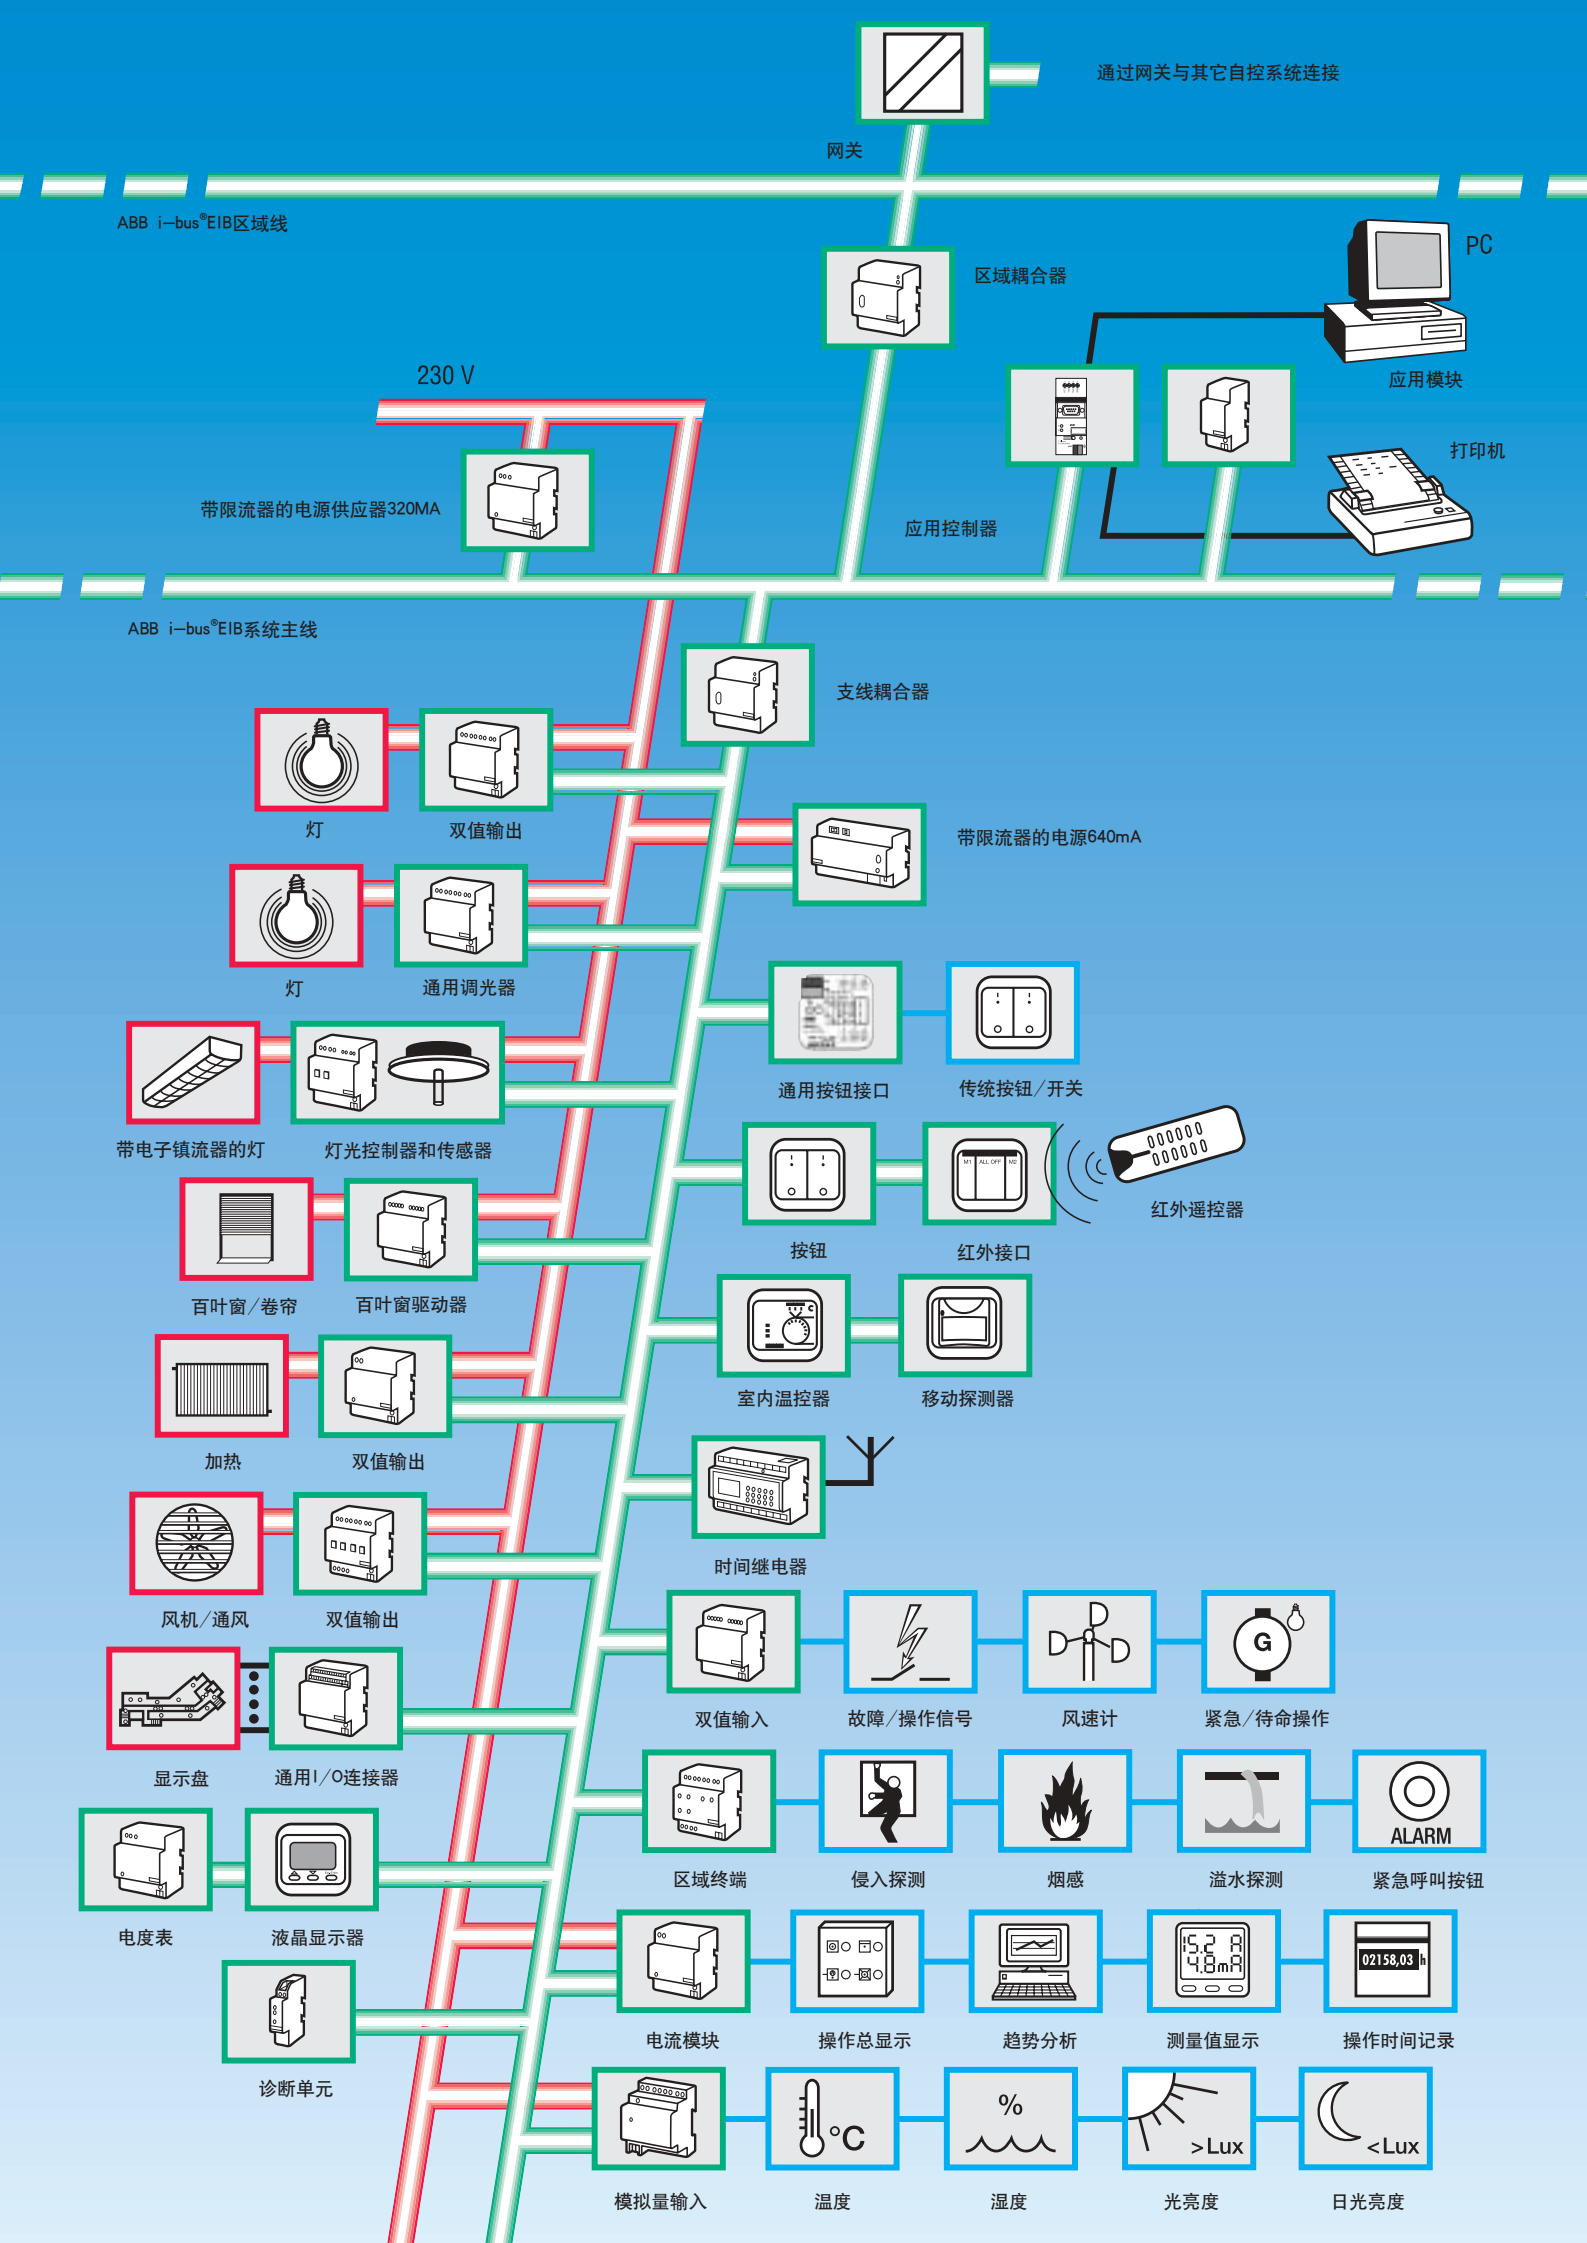 通过网关与其它自控系统连接
网关
ABB i-bus®EIB区域线
PC
区域耦合器
230 V
应用模块
打印机
带限流器的电源供应器320MA
应用控制器
ABB i-bus®EIB系统主线
支线耦合器
灯
双值输出
带限流器的电源640mA
灯
通用调光器
通用按钮接口
传统按钮/开关
带电子镇流器的灯
灯光控制器和传感器
M1 ALL OFF M2
红外遥控器
按钮
红外接口
百叶窗/卷帘
百叶窗驱动器
C
室内温控器
移动探测器
加热
双值输出
时间继电器
风机/通风
双值输出
G
双值输入
故障/操作信号
风速计
紧急/待命操作
显示盘
通用I/O连接器
ALARM
区域终端
侵入探测
烟感
溢水探测
紧急呼叫按钮
电度表
液晶显示器
15.2 A
4.8mA
02158,03 h
电流模块
操作总显示
趋势分析
测量值显示
操作时间记录
诊断单元
°C
%
>Lux
<Lux
模拟量输入
温度
湿度
光亮度
日光亮度